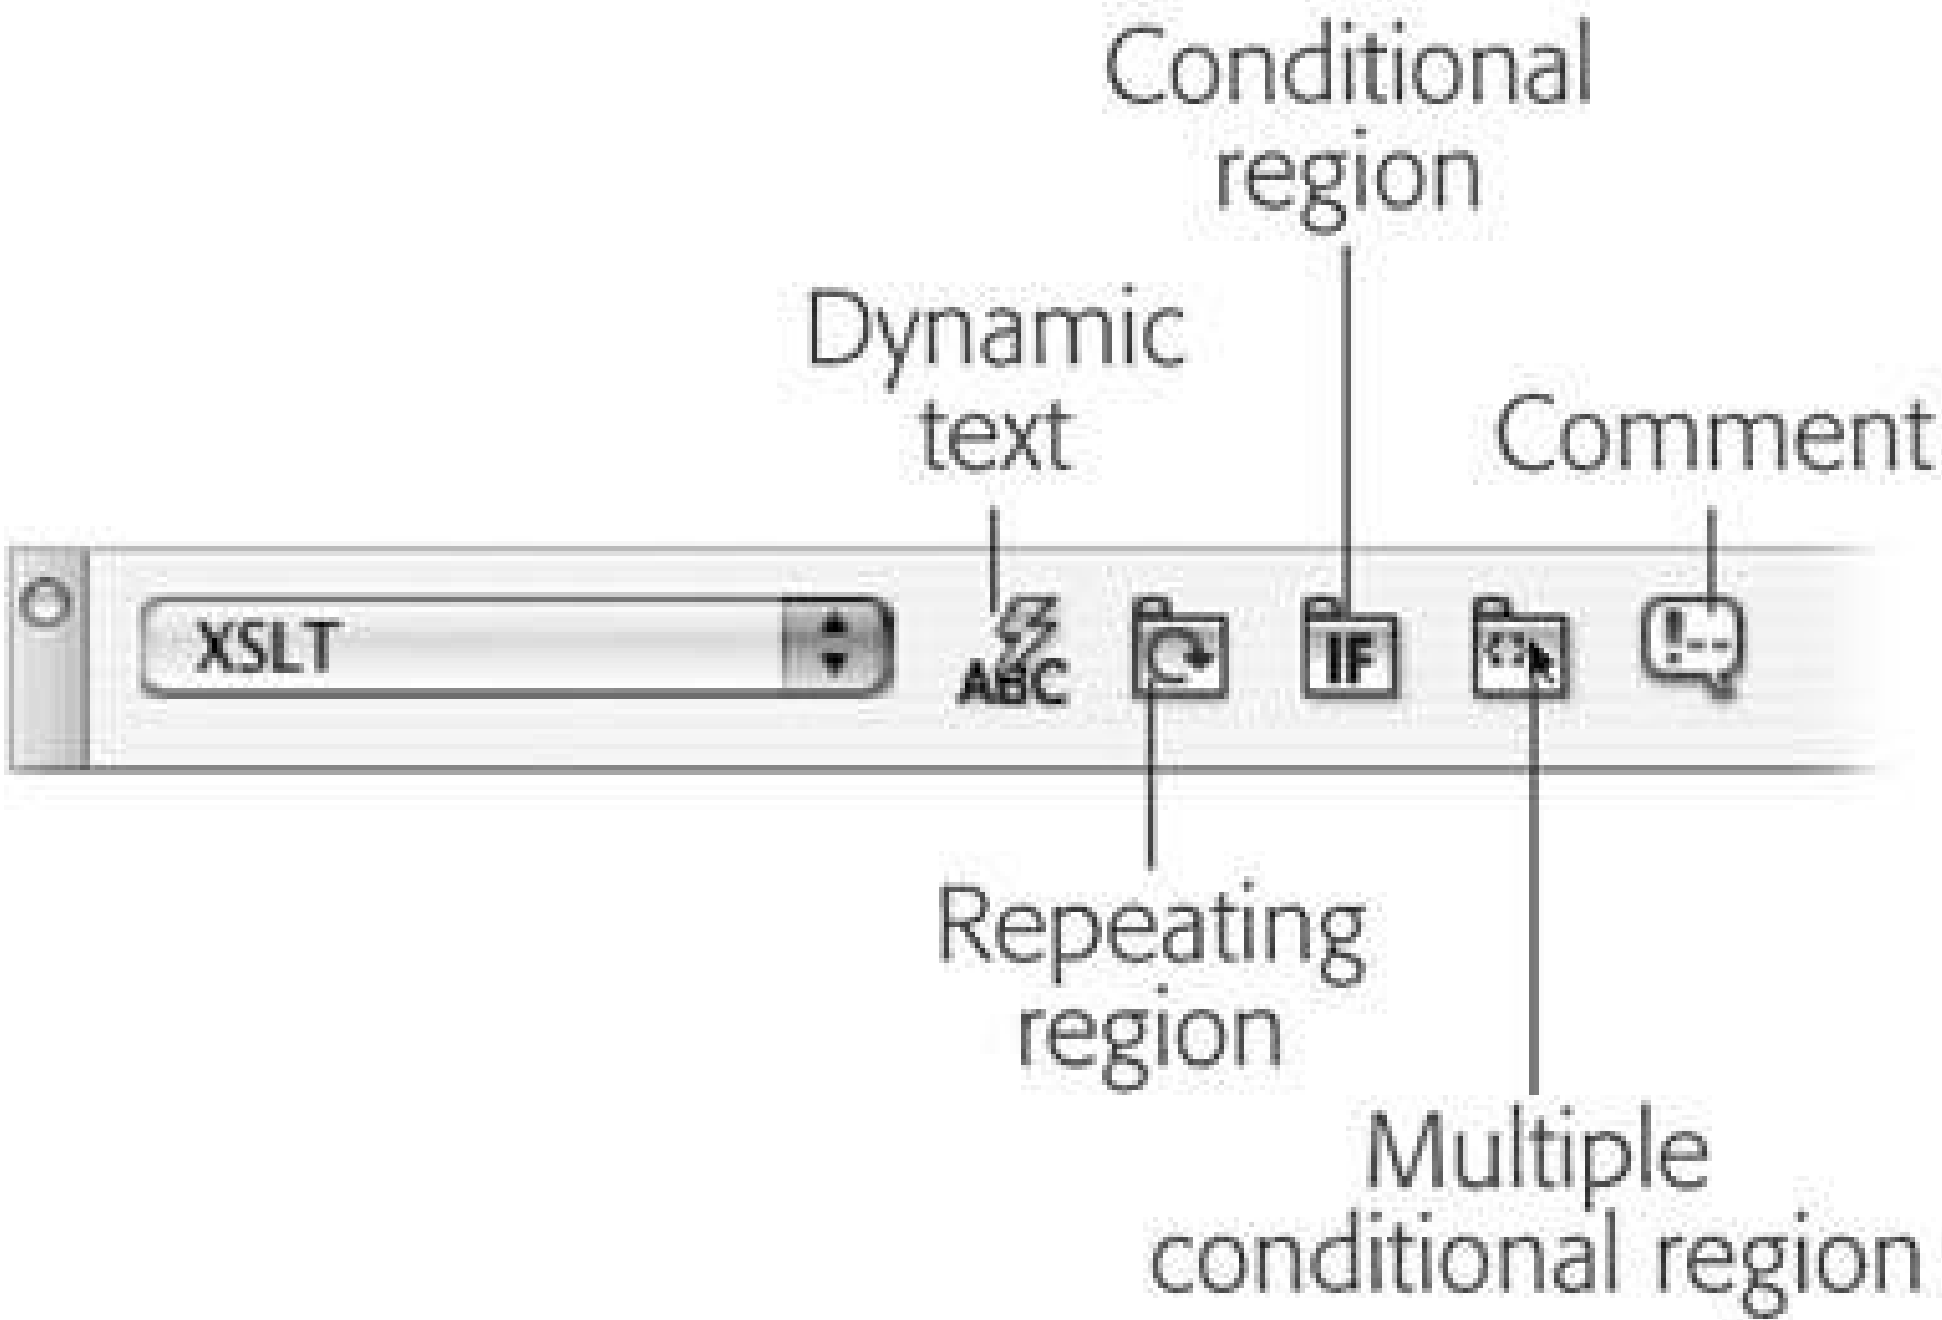 Conditional
region
Dynamic
text
Comment
XSLT
ABC
IF
!--
Repeating
region
Multiple
conditional region